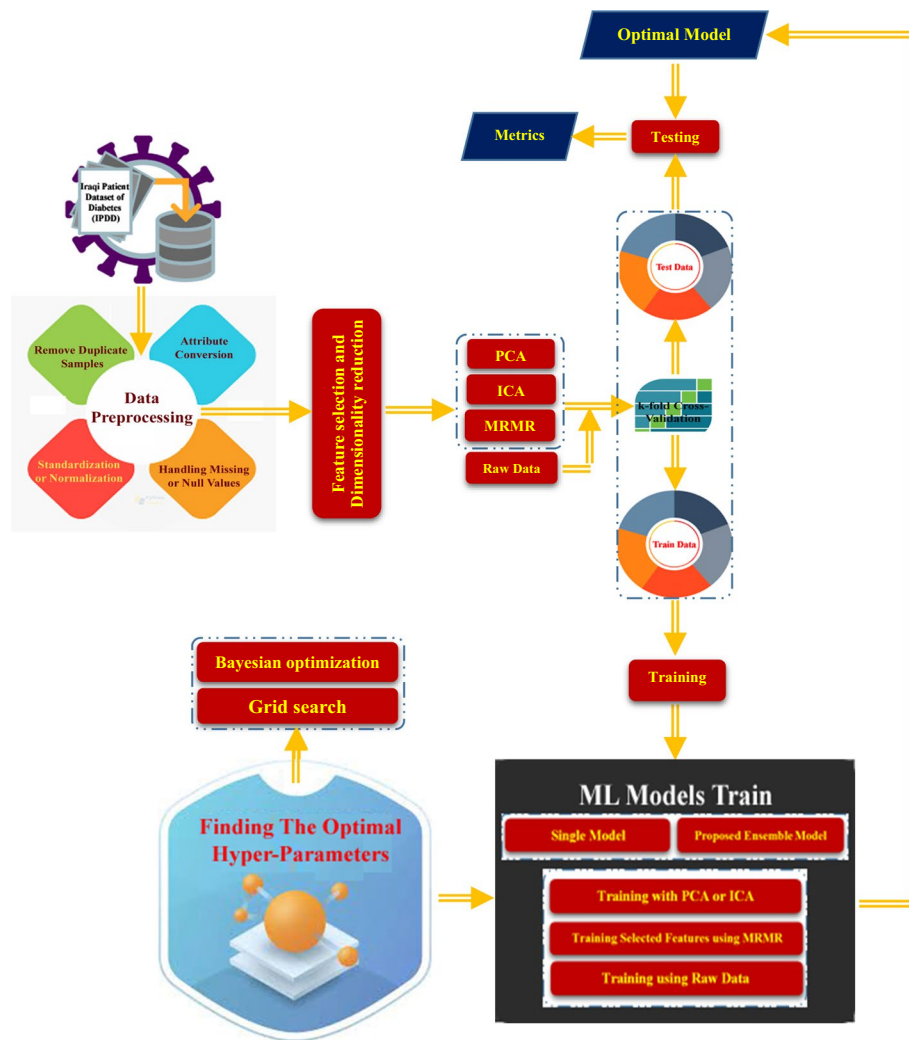 Optimal Model
Metrics
Testing
Iraqi Patient
Dataset of
Diabetes
(IPDD)
Test Data
Remove Duplicate
Samples
Attribute
Conversion
Data
Preprocessing
Standardization
or Normalization
Handling Missing
or Null Values
Feature selection and
Dimensionality reduction
PCA
ICA
MRMR
Raw Data
k-fold Cross-
Validation
Train Data
Training
Bayesian optimization
Grid search
Finding The Optimal
Hyper-Parameters
ML Models Train
Single Model
Proposed Ensemble Model
Training with PCA or ICA
Training Selected Features using MRMR
Training using Raw Data